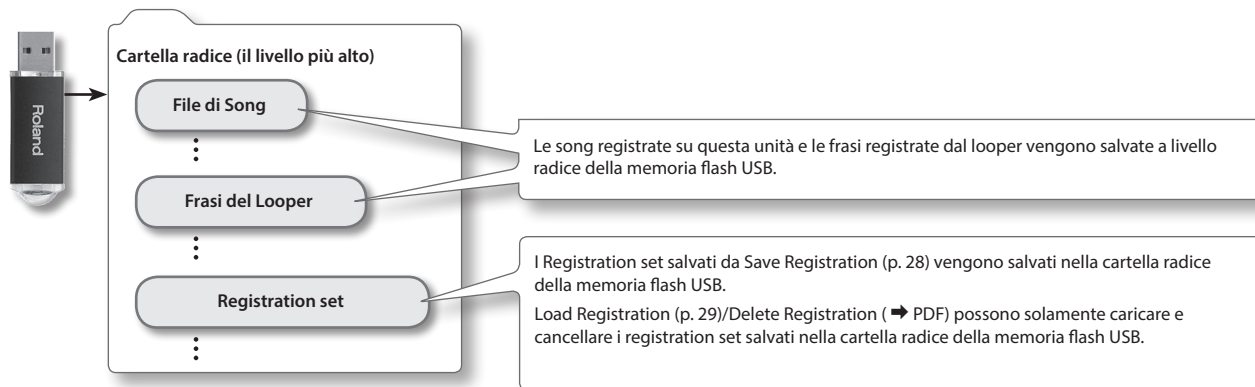 Roland
Cartella radice (il livello più alto)
File di Song
Frasi del Looper
Registration set
Le song registrate su questa unità e le frasi registrate dal looper vengono salvate a livello
radice della memoria flash USB.
I Registration set salvati da Save Registration (p. 28) vengono salvati nella cartella radice
della memoria flash USB.
Load Registration (p. 29)/Delete Registration ( ➡ PDF) possono solamente caricare e
cancellare i registration set salvati nella cartella radice della memoria flash USB.